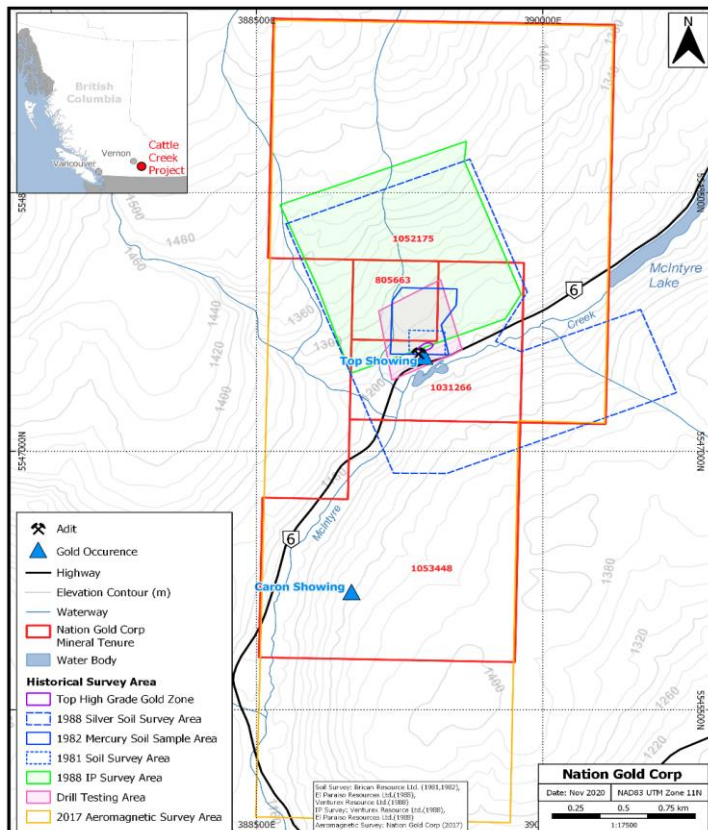 388500E
390000E
N
British
Columbia
Vernon
Vancouver
Cattle
Creek
Project
1440
1340
1500
1480
1460
1440
1420
1400
1360
1200
5548500N
1052175
805663
6
McIntyre
Lake
Creek
Top Showing
1031266
5547000N
5547000N
McIntyre
6
1053448
Caron Showing
1380
1320
1260
1220
5545500N
Adit
Gold Occurence
Highway
Elevation Contour (m)
Waterway
Nation Gold Corp
Mineral Tenure
Water Body
Historical Survey Area
Top High Grade Gold Zone
1988 Silver Soil Survey Area
1982 Mercury Soil Sample Area
1981 Soil Survey Area
1988 IP Survey Area
Drill Testing Area
2017 Aeromagnetic Survey Area
Soil Survey: Brican Resource Ltd. (1981,1982),
El Paraiso Resources Ltd.(1988),
Venturex Resource Ltd.(1988)
IP Survey: Venturex Resource Ltd.(1988),
El Paraiso Resources Ltd.(1988)
Aeromagnetic Survey: Nation Gold Corp (2017)
Nation Gold Corp
Date: Nov 2020
NAD83 UTM Zone 11N
0.25
0.5
0.75 km
1:17500
388500E